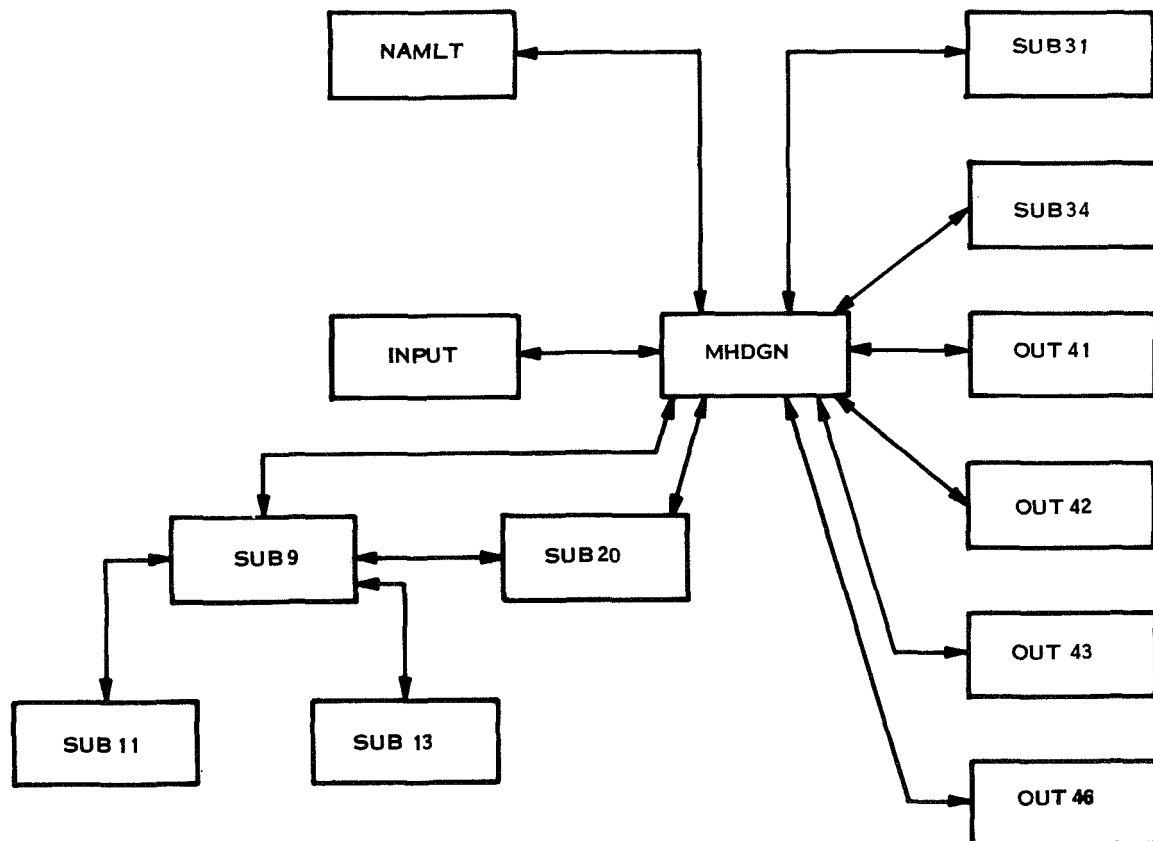 NAMLT
SUB31
SUB34
INPUT
MHDGN
OUT 41
OUT 42
SUB9
SUB20
OUT 43
SUB 11
SUB 13
OUT 46